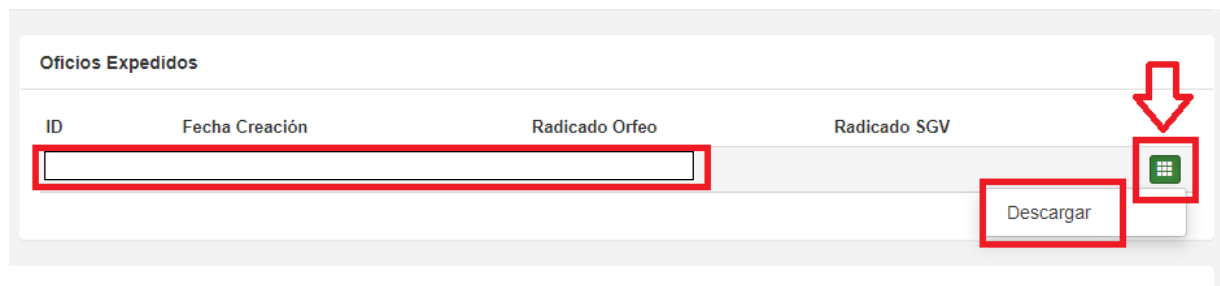 Oficios Expedidos
ID Fecha Creación Radicado Orfeo Radicado SGV
Descargar